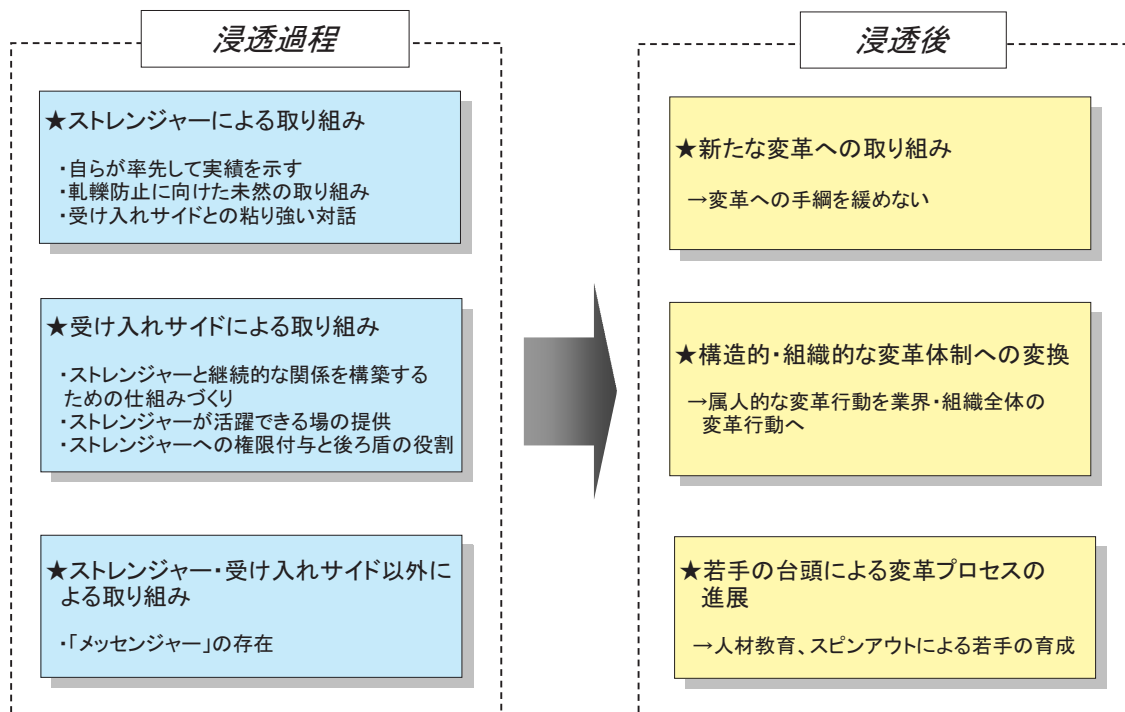 浸透過程
★ストレンジャーによる取り組み
・自らが率先して実績を示す
・軋轢防止に向けた未然の取り組み
・受け入れサイドとの粘り強い対話
★受け入れサイドによる取り組み
・ストレンジャーと継続的な関係を構築する
ための仕組みづくり
・ストレンジャーが活躍できる場の提供
・ストレンジャーへの権限付与と後ろ盾の役割
★ストレンジャー・受け入れサイド以外に
よる取り組み
・「メッセンジャー」の存在
浸透後
★新たな変革への取り組み
→変革への手綱を緩めない
★構造的・組織的な変革体制への変換
→属人的な変革行動を業界・組織全体の
変革行動へ
★若手の台頭による変革プロセスの
進展
→人材教育、スピンアウトによる若手の育成